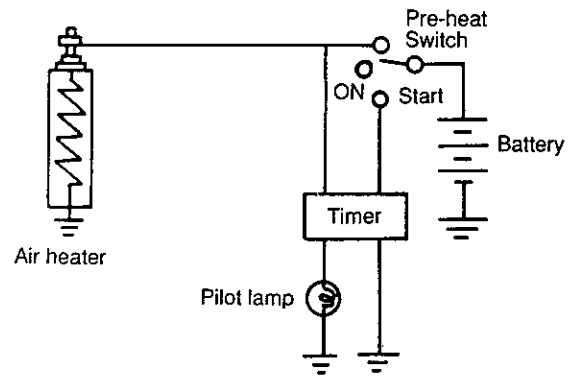 Pre-heat
Switch
ON
Start
Battery
Timer
Air heater
Pilot lamp